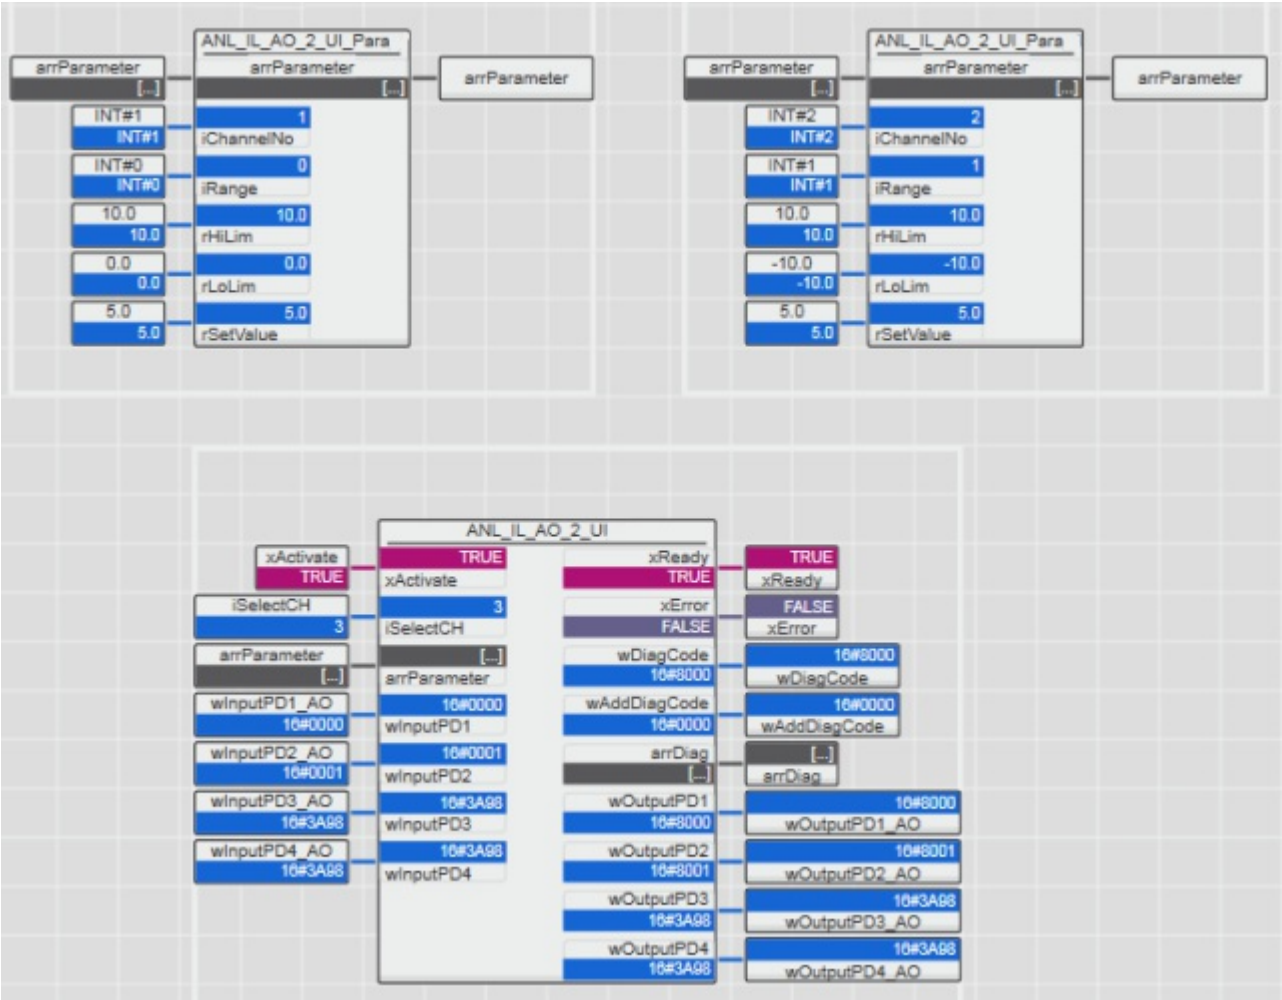 ANL_IL_AO_2_UI_Para
arrParameter
[...]
arrParameter
[...]
arrParameter
INT#1
INT#1
1
iChannelNo
INT#0
INT#0
0
iRange
10.0
10.0
10.0
rHiLim
0.0
0.0
0.0
rLoLim
5.0
5.0
5.0
rSetValue
ANL_IL_AO_2_UI_Para
arrParameter
[...]
arrParameter
[...]
arrParameter
INT#2
INT#2
2
iChannelNo
INT#1
INT#1
1
iRange
10.0
10.0
10.0
rHiLim
-10.0
-10.0
-10.0
rLoLim
5.0
5.0
5.0
rSetValue
ANL_IL_AO_2_UI
xActivate
TRUE
TRUE
xActivate
xReady
TRUE
TRUE
xReady
iSelectCH
3
3
iSelectCH
xError
FALSE
FALSE
xError
arrParameter
[...]
[...]
arrParameter
wDiagCode
16#8000
16#8000
wDiagCode
wInputPD1_AO
16#0000
16#0000
wInputPD1
wAddDiagCode
16#0000
16#0000
wAddDiagCode
wInputPD2_AO
16#0001
16#0001
wInputPD2
arrDiag
[...]
[...]
arrDiag
wInputPD3_AO
16#3A98
16#3A98
wInputPD3
wOutputPD1
16#8000
16#8000
wOutputPD1_AO
wInputPD4_AO
16#3A98
16#3A98
wInputPD4
wOutputPD2
16#8001
16#8001
wOutputPD2_AO
wOutputPD3
16#3A98
16#3A98
wOutputPD3_AO
wOutputPD4
16#3A98
16#3A98
wOutputPD4_AO